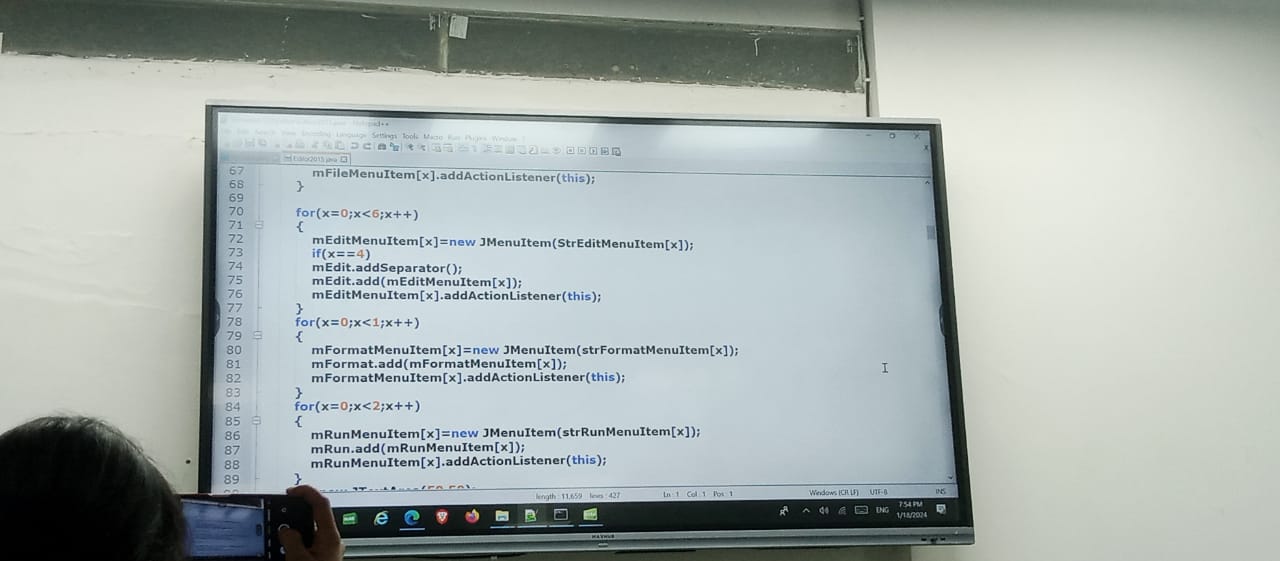 Notepad++
Search View Encoding Language Settings Tools Macro Run Plugins Window ?
Editor2015.java
67 mFileMenuItem[x].addActionListener(this);
68 }
69
70 for(x=0;x<6;x++)
71 {
72 mEditMenuItem[x]=new JMenuItem(StrEditMenuItem[x]);
73 if(x==4)
74 mEdit.addSeparator();
75 mEdit.add(mEditMenuItem[x]);
76 mEditMenuItem[x].addActionListener(this);
77 }
78 for(x=0;x<1;x++)
79 {
80 mFormatMenuItem[x]=new JMenuItem(strFormatMenuItem[x]);
81 mFormat.add(mFormatMenuItem[x]);
82 mFormatMenuItem[x].addActionListener(this);
83 }
84 for(x=0;x<2;x++)
85 {
86 mRunMenuItem[x]=new JMenuItem(strRunMenuItem[x]);
87 mRun.add(mRunMenuItem[x]);
88 mRunMenuItem[x].addActionListener(this);
89 }
length : 11,659 lines : 427 Ln : 1 Col : 1 Pos : 1 Windows (CR LF) UTF-8 INS
ENG 7:54 PM
1/18/2024
MAXHUB